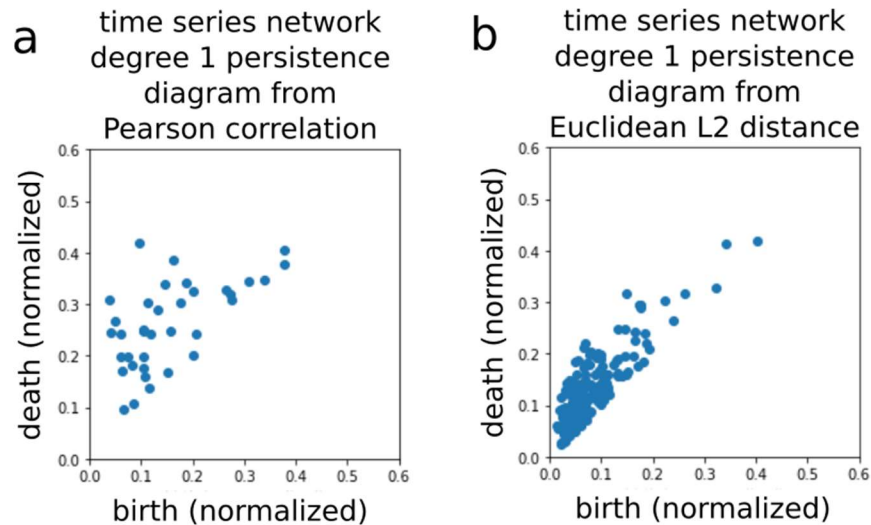 a
time series network
degree 1 persistence
diagram from
Pearson correlation
0.6
0.5
0.4
0.3
0.2
0.1
0.0
death (normalized)
0.0 0.1 0.2 0.3 0.4 0.5 0.6
birth (normalized)
b
time series network
degree 1 persistence
diagram from
Euclidean L2 distance
0.6
0.5
0.4
0.3
0.2
0.1
0.0
death (normalized)
0.0 0.1 0.2 0.3 0.4 0.5 0.6
birth (normalized)